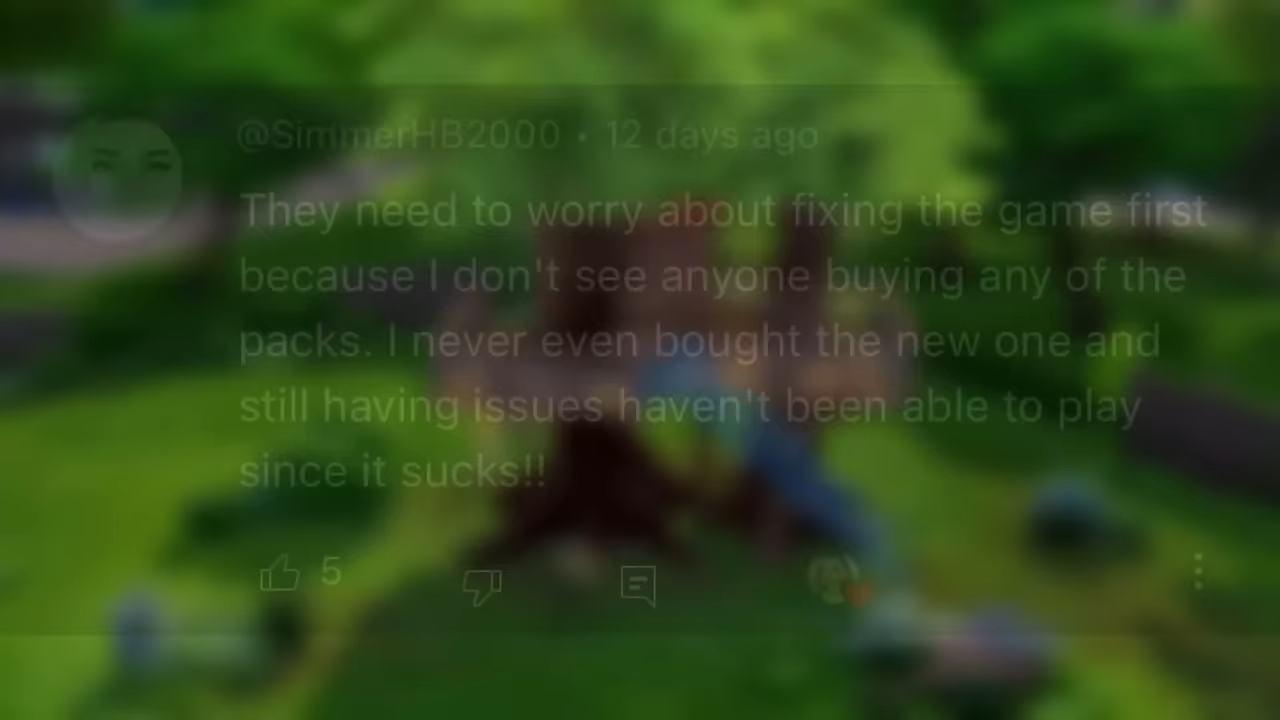 @SimmerHB2000 • 12 days ago
They need to worry about fixing the game first
because I don't see anyone buying any of the
packs. I never even bought the new one and
still having issues haven't been able to play
since it sucks!!
5